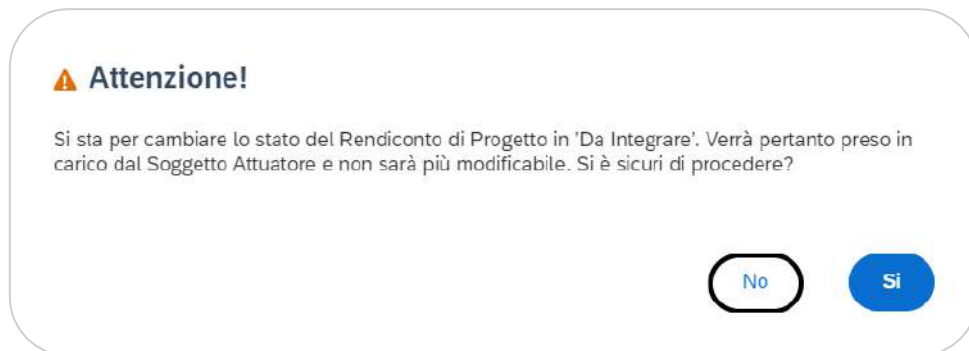 Attenzione!
Si sta per cambiare lo stato del Rendiconto di Progetto in 'Da Integrare'. Verrà pertanto preso in
carico dal Soggetto Attuatore e non sarà più modificabile. Si è sicuri di procedere?
No
Si